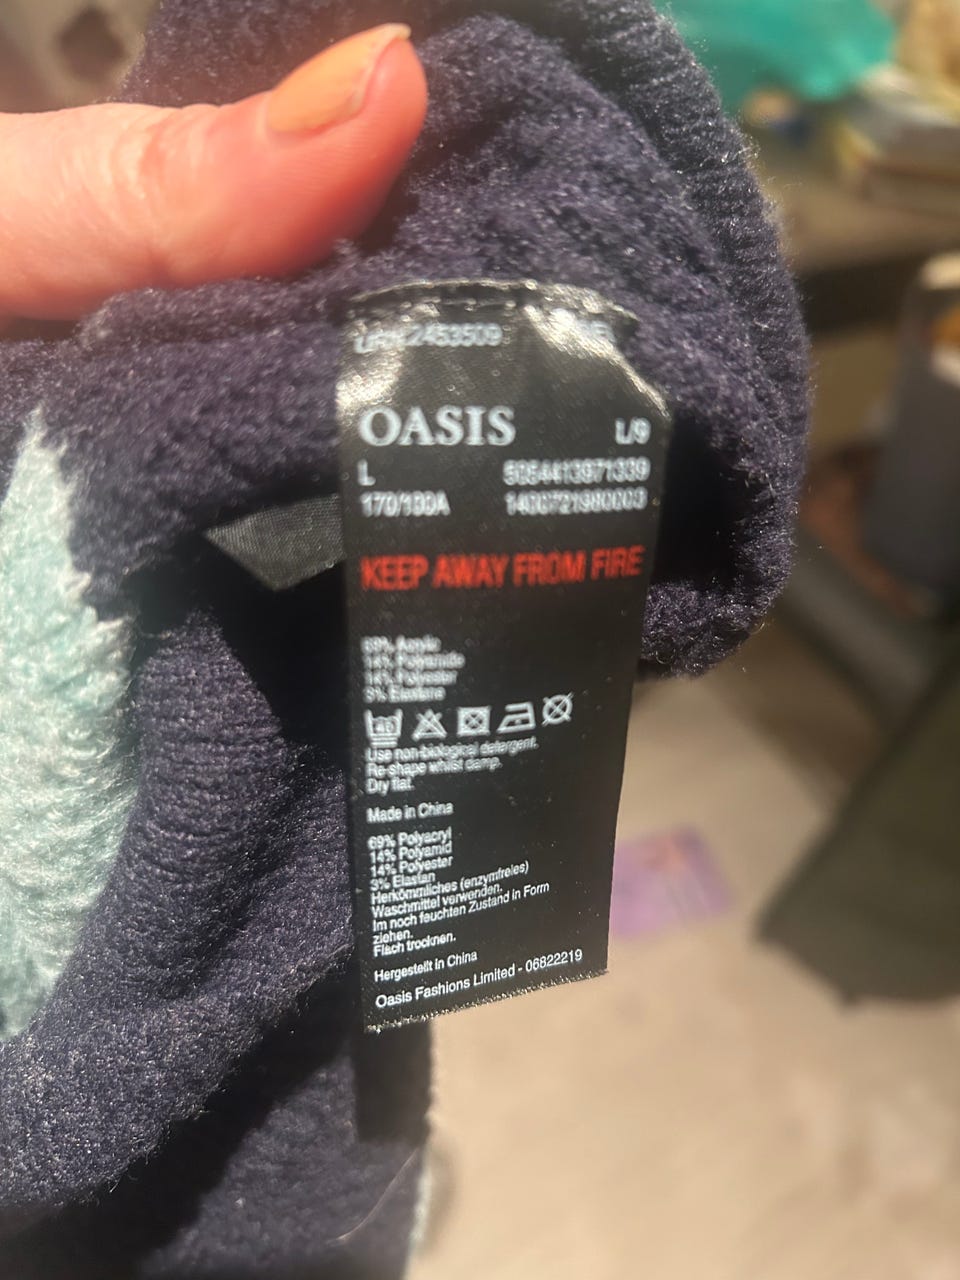 2453509
OASIS
L/9
L
5054413971339
170/100A
KEEP AWAY FROM FIRE
69% Acrylic
14% Polyamide
14% Polyester
3% Elastane
40
Use non-biological detergent.
Re-shape whilst damp.
Dry flat.
Made in China
69% Polyacryl
14% Polyamid
14% Polyester
3% Elastan
Herkömmliches (enzymfreies)
Waschmittel verwenden.
Im noch feuchten Zustand in Form
ziehen.
Flach trocknen.
Hergestellt in China
Oasis Fashions Limited - 06822219